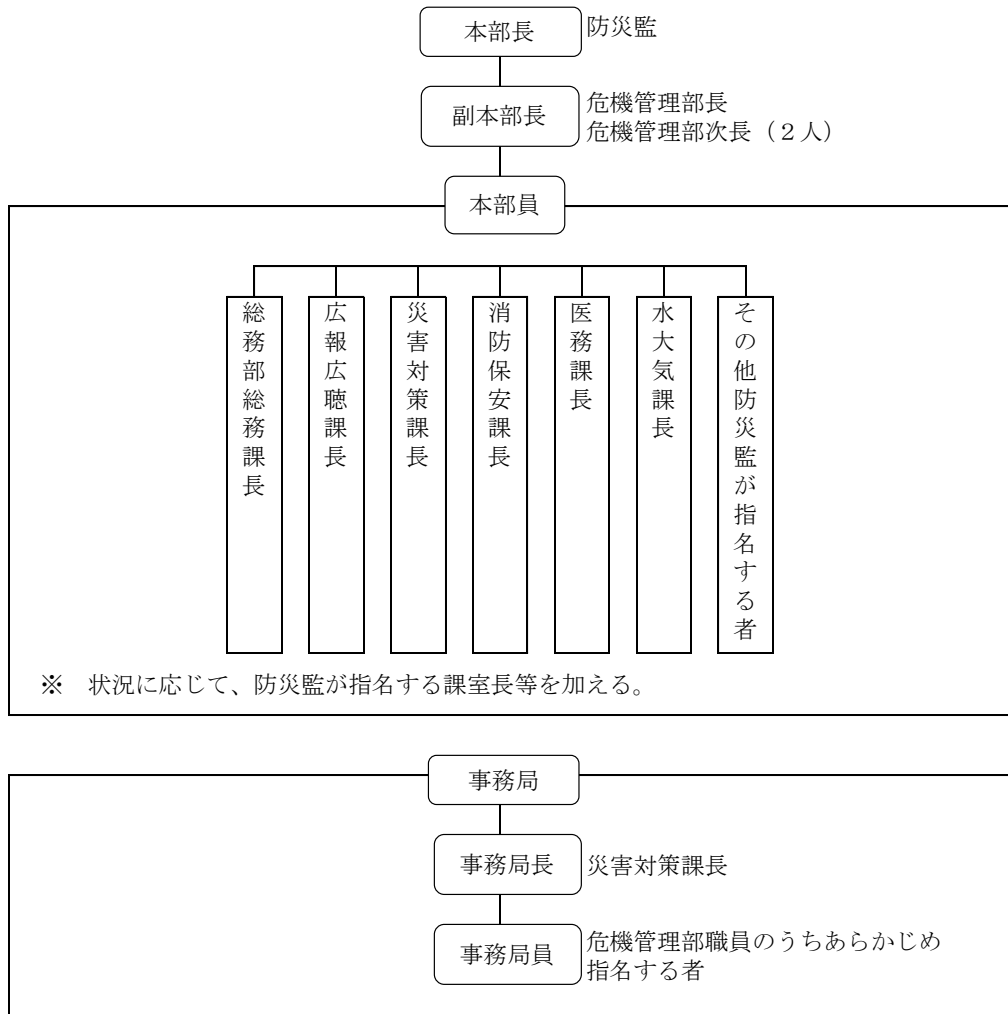 本部長
防災監
副本部長
危機管理部長
危機管理部次長（２人）
本部員
総務部総務課長
広報広聴課長
災害対策課長
消防保安課長
医務課長
水大気課長
その他防災監が指名する者
※　状況に応じて、防災監が指名する課室長等を加える。
事務局
事務局長
災害対策課長
事務局員
危機管理部職員のうちあらかじめ
指名する者